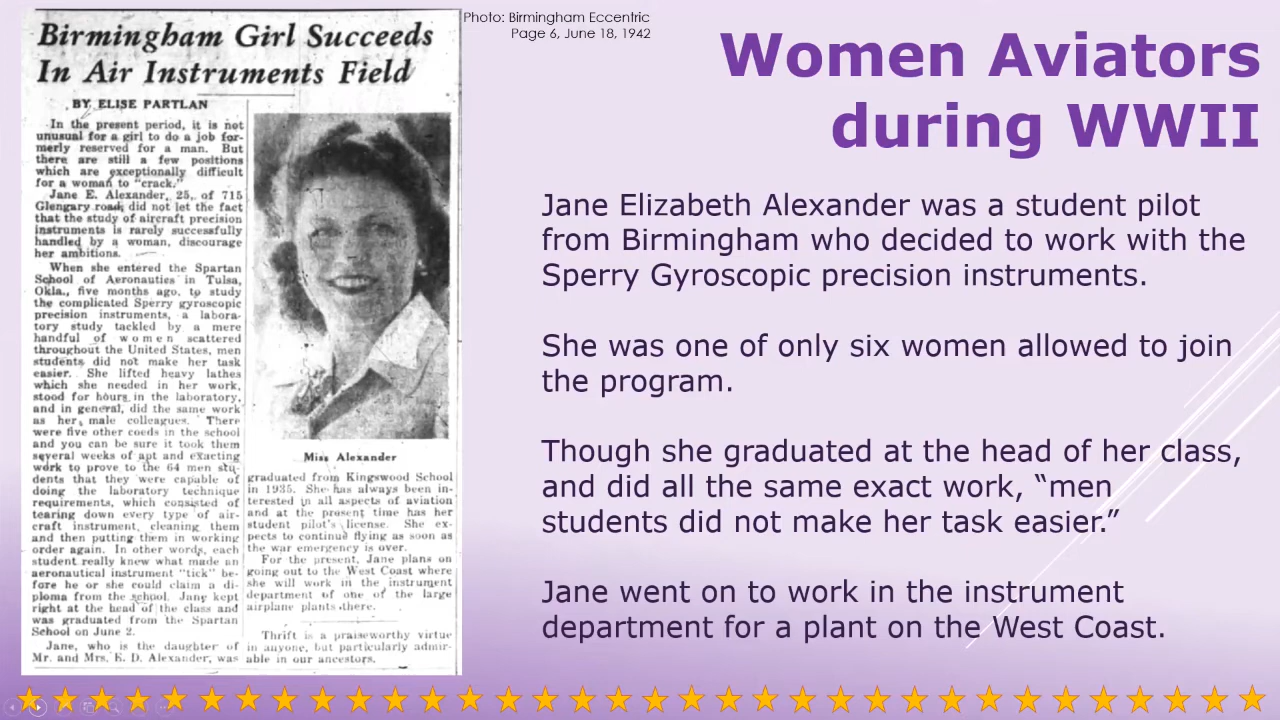 Birmingham Girl Succeeds
In Air Instruments Field
BY ELISE PARTLAN
In the present period, it is not
unusual for a girl to do a job for-
merly reserved for a man. But
there are still a few positions
which are exceptionally difficult
for a woman to "crack."
Jane E. Alexander, 25, of 715
Glengary road, did not let the fact
that the study of aircraft precision
instruments is rarely successfully
handled by a woman, discourage
her ambitions.
When she entered the Spartan
School of Aeronautics in Tulsa,
Okla., five months ago, to study
the complicated Sperry gyroscopic
precision instruments, a labora-
tory study tackled by a mere
handful of women scattered
throughout the United States, men
students did not make her task
easier. She lifted heavy lathes
which she needed in her work,
stood for hours in the laboratory,
and in general, did the same work
as her male colleagues. There
were five other coeds in the school
and you can be sure it took them
several weeks of apt and exacting
work to prove to the 64 men stu-
dents that they were capable of
doing the laboratory technique
requirements, which consisted of
tearing down every type of air-
craft instrument, cleaning them
and then putting them in working
order again. In other words, each
student really knew what made an
aeronautical instrument "tick" be-
fore he or she could claim a di-
ploma from the school. Jany kept
right at the head of the class and
was graduated from the Spartan
School on June 2.
Jane, who is the daughter of
Mr. and Mrs. E. D. Alexander, was
Miss Alexander
graduated from Kingswood School
in 1935. She has always been in-
terested in all aspects of aviation
and at the present time has her
student pilot's license. She ex-
pects to continue flying as soon as
the war emergency is over.
For the present, Jane plans on
going out to the West Coast where
she will work in the instrument
department of one of the large
airplane plants there.
Thrift is a praiseworthy virtue
in anyone, but particularly admir-
able in our ancestors.
Photo: Birmingham Eccentric
Page 6, June 18, 1942
Women Aviators
during WWII
Jane Elizabeth Alexander was a student pilot
from Birmingham who decided to work with the
Sperry Gyroscopic precision instruments.
She was one of only six women allowed to join
the program.
Though she graduated at the head of her class,
and did all the same exact work, “men
students did not make her task easier.”
Jane went on to work in the instrument
department for a plant on the West Coast.